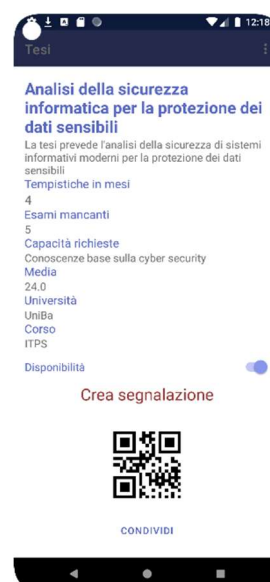 12:18
Tesi
Analisi della sicurezza
informatica per la protezione dei
dati sensibili
La tesi prevede l'analisi della sicurezza di sistemi
informativi moderni per la protezione dei dati
sensibili
Tempistiche in mesi
4
Esami mancanti
5
Capacità richieste
Conoscenze base sulla cyber security
Media
24.0
Università
UniBa
Corso
ITPS
Disponibilità
Crea segnalazione
CONDIVIDI